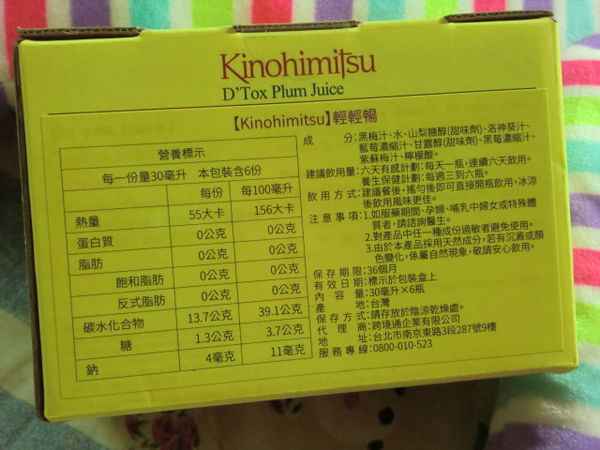 Kinohimitsu
D'Tox Plum Juice
【Kinohimitsu】輕輕暢
營養標示
每一份量30毫升 本包裝含6份
每份 每100毫升
熱量 55大卡 156大卡
蛋白質 0公克 0公克
脂肪 0公克 0公克
飽和脂肪 0公克 0公克
反式脂肪 0公克 0公克
碳水化合物 13.7公克 39.1公克
糖 1.3公克 3.7公克
鈉 4毫克 11毫克
成分:黑梅汁、水、山梨糖醇(甜味劑)、洛神葵汁、
藍莓濃縮汁、甘露醇(甜味劑)、黑莓濃縮汁、
紫蘇梅汁、檸檬酸。
建議飲用量:六天有感計劃:每天一瓶,連續六天飲用。
養生保健計劃:每週三到六瓶。
飲用方式:建議餐後,搖勻後即可直接開瓶飲用,冰涼
後飲用風味更佳。
注意事項:1.如服藥期間、孕婦、哺乳中婦女或特殊體
質者,請諮詢醫生。
2.對產品中任一種成份過敏者避免使用。
3.由於本產品採用天然成分,若有沉澱或顏
色變化,係屬自然現象,敬請安心飲用。
保存期限:36個月
有效日期:標示於包裝盒上
內容量:30毫升×6瓶
產地:台灣
保存方式:請存放於陰涼乾燥處。
代理商:跨境通企業有限公司
地址:台北市南京東路3段287號9樓
服務專線:0800-010-523